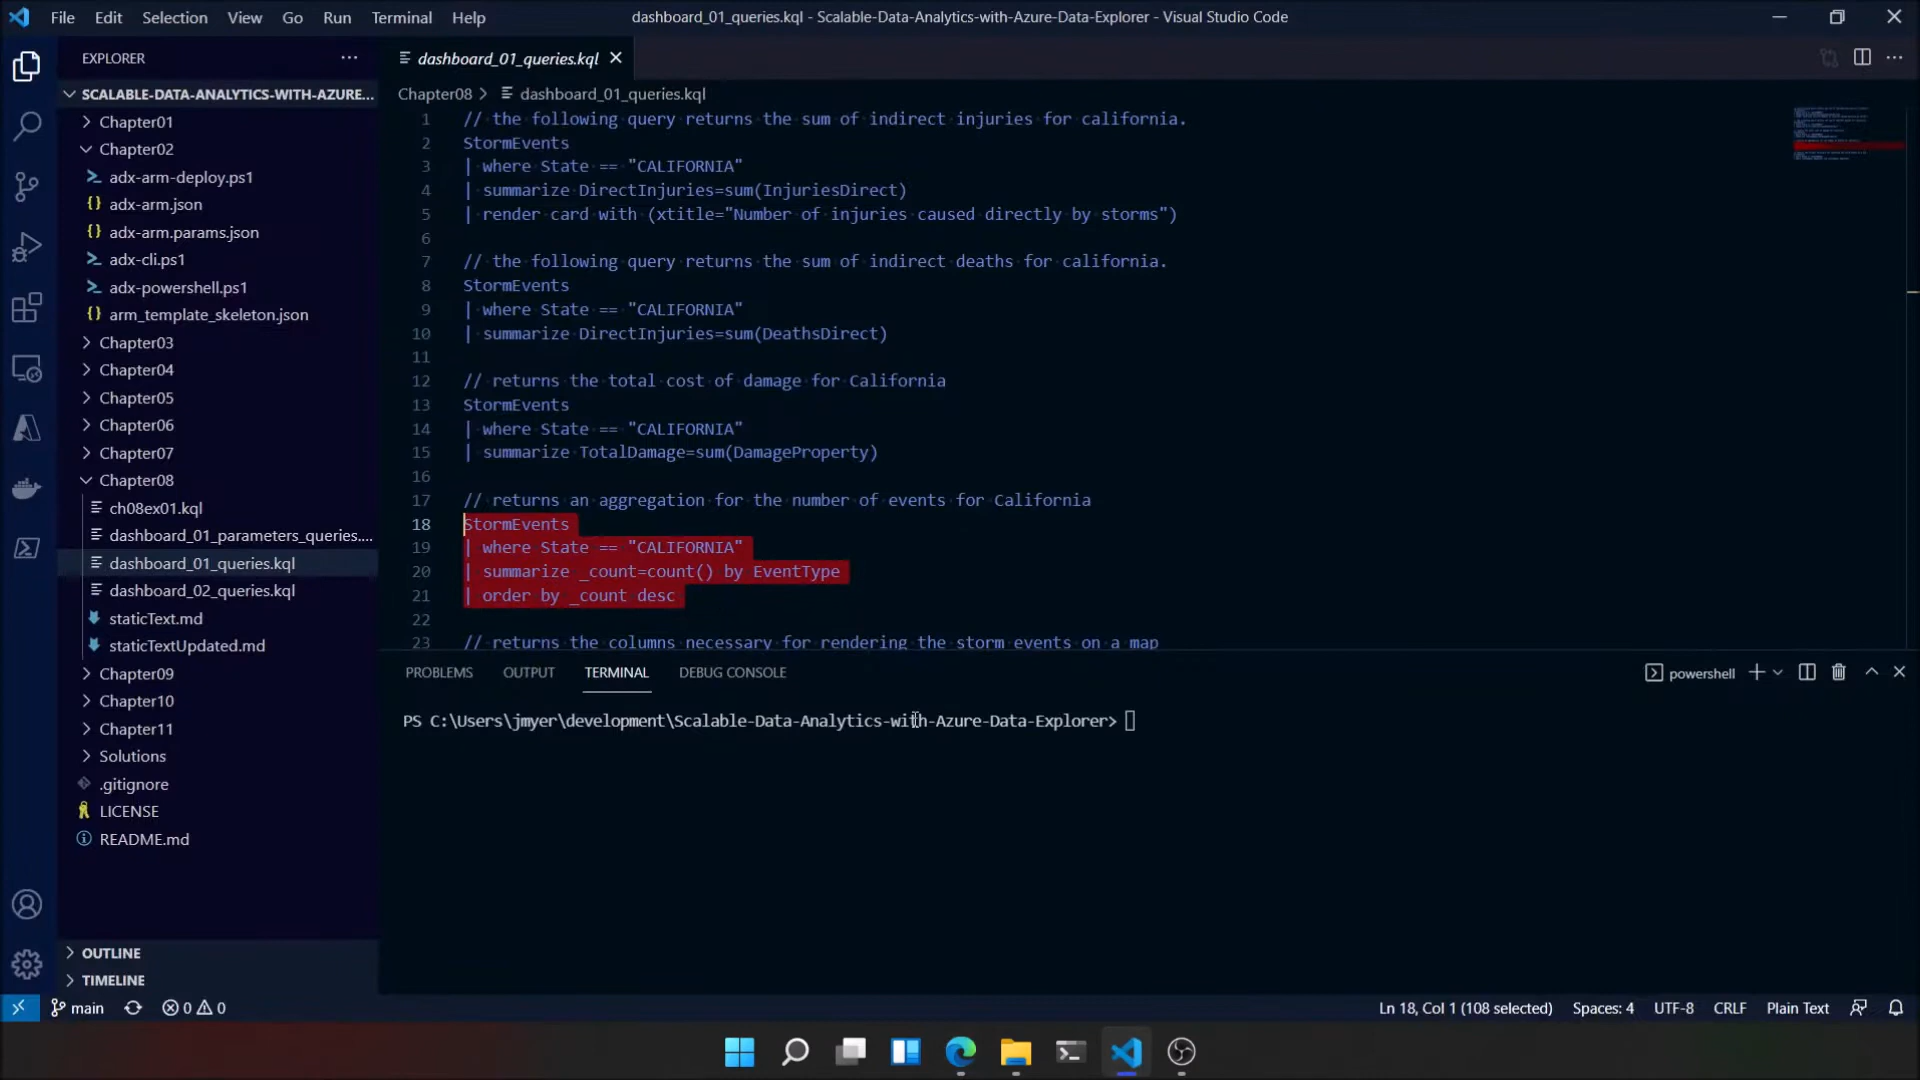 File Edit Selection View Go Run Terminal Help
dashboard_01_queries.kql - Scalable-Data-Analytics-with-Azure-Data-Explorer - Visual Studio Code
EXPLORER
SCALABLE-DATA-ANALYTICS-WITH-AZURE...
Chapter01
Chapter02
adx-arm-deploy.ps1
adx-arm.json
adx-arm.params.json
adx-cli.ps1
adx-powershell.ps1
arm_template_skeleton.json
Chapter03
Chapter04
Chapter05
Chapter06
Chapter07
Chapter08
ch08ex01.kql
dashboard_01_parameters_queries....
dashboard_01_queries.kql
dashboard_02_queries.kql
staticText.md
staticTextUpdated.md
Chapter09
Chapter10
Chapter11
Solutions
.gitignore
LICENSE
README.md
OUTLINE
TIMELINE
dashboard_01_queries.kql
Chapter08 > dashboard_01_queries.kql
1 // the following query returns the sum of indirect injuries for california.
2 StormEvents
3 | where State == "CALIFORNIA"
4 | summarize DirectInjuries=sum(InjuriesDirect)
5 | render card with (xtitle="Number of injuries caused directly by storms")
6
7 // the following query returns the sum of indirect deaths for california.
8 StormEvents
9 | where State == "CALIFORNIA"
10 | summarize DirectInjuries=sum(DeathsDirect)
11
12 // returns the total cost of damage for California
13 StormEvents
14 | where State == "CALIFORNIA"
15 | summarize TotalDamage=sum(DamageProperty)
16
17 // returns an aggregation for the number of events for California
18 StormEvents
19 | where State == "CALIFORNIA"
20 | summarize _count=count() by EventType
21 | order by _count desc
22
23 // returns the columns necessary for rendering the storm events on a map
PROBLEMS OUTPUT TERMINAL DEBUG CONSOLE
powershell
PS C:\Users\jmyer\development\Scalable-Data-Analytics-with-Azure-Data-Explorer>
main 0 0
Ln 18, Col 1 (108 selected) Spaces: 4 UTF-8 CRLF Plain Text